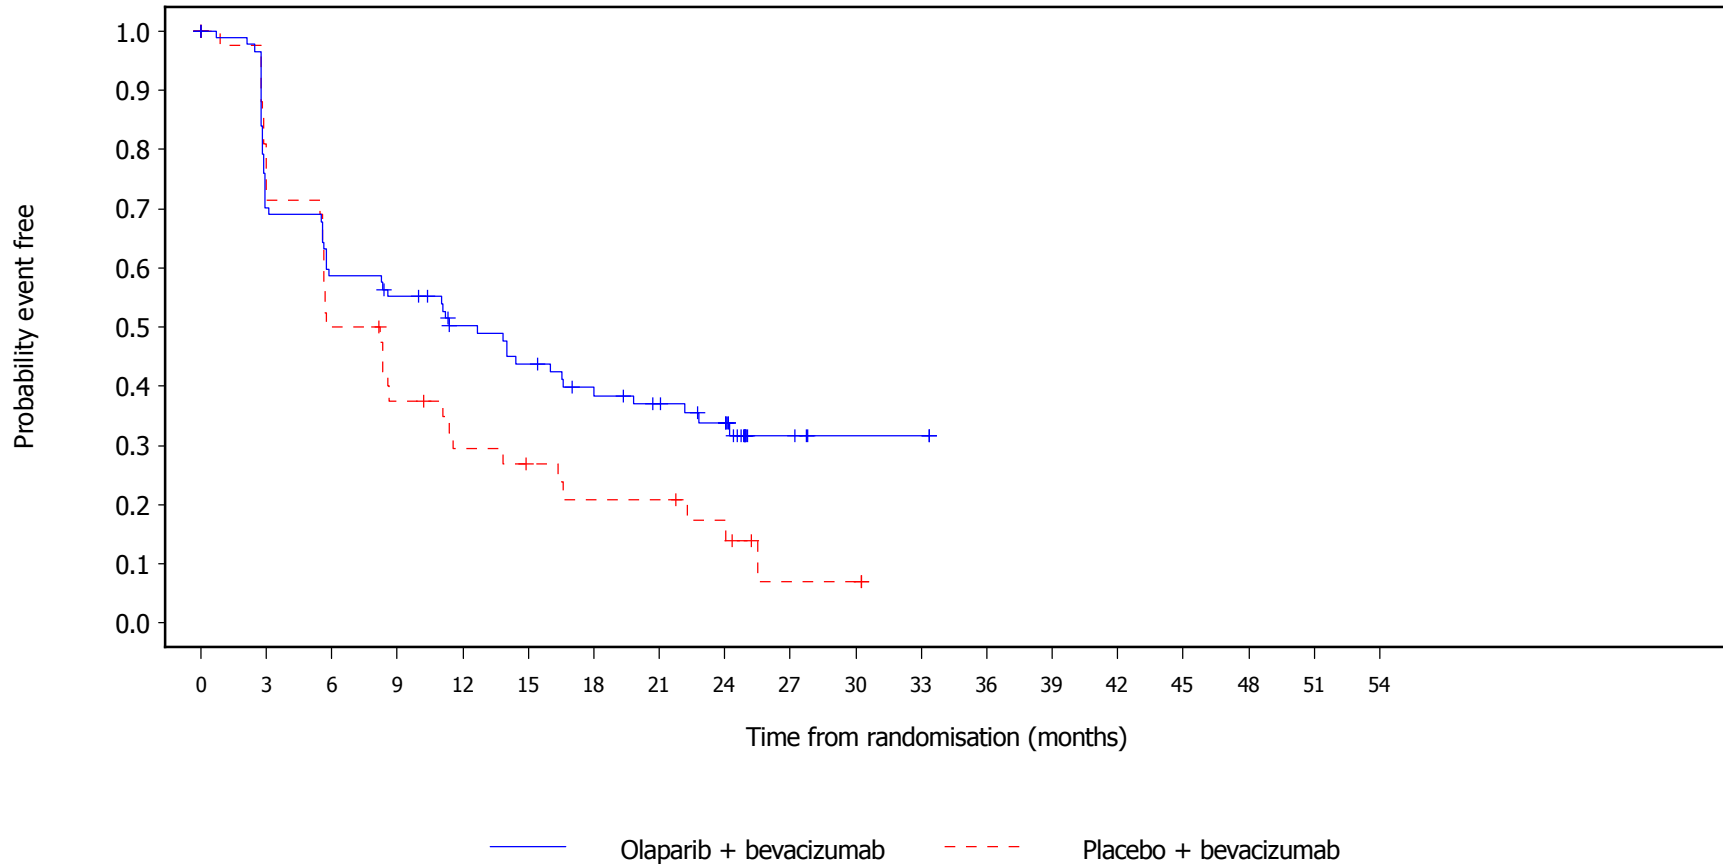 1.0
0.9
0.8
0.7
0.6
0.5
0.4
0.3
0.2
0.1
0.0
Probability event free
0 3 6 9 12 15 18 21 24 27 30 33 36 39 42 45 48 51 54
Time from randomisation (months)
Olaparib + bevacizumab Placebo + bevacizumab